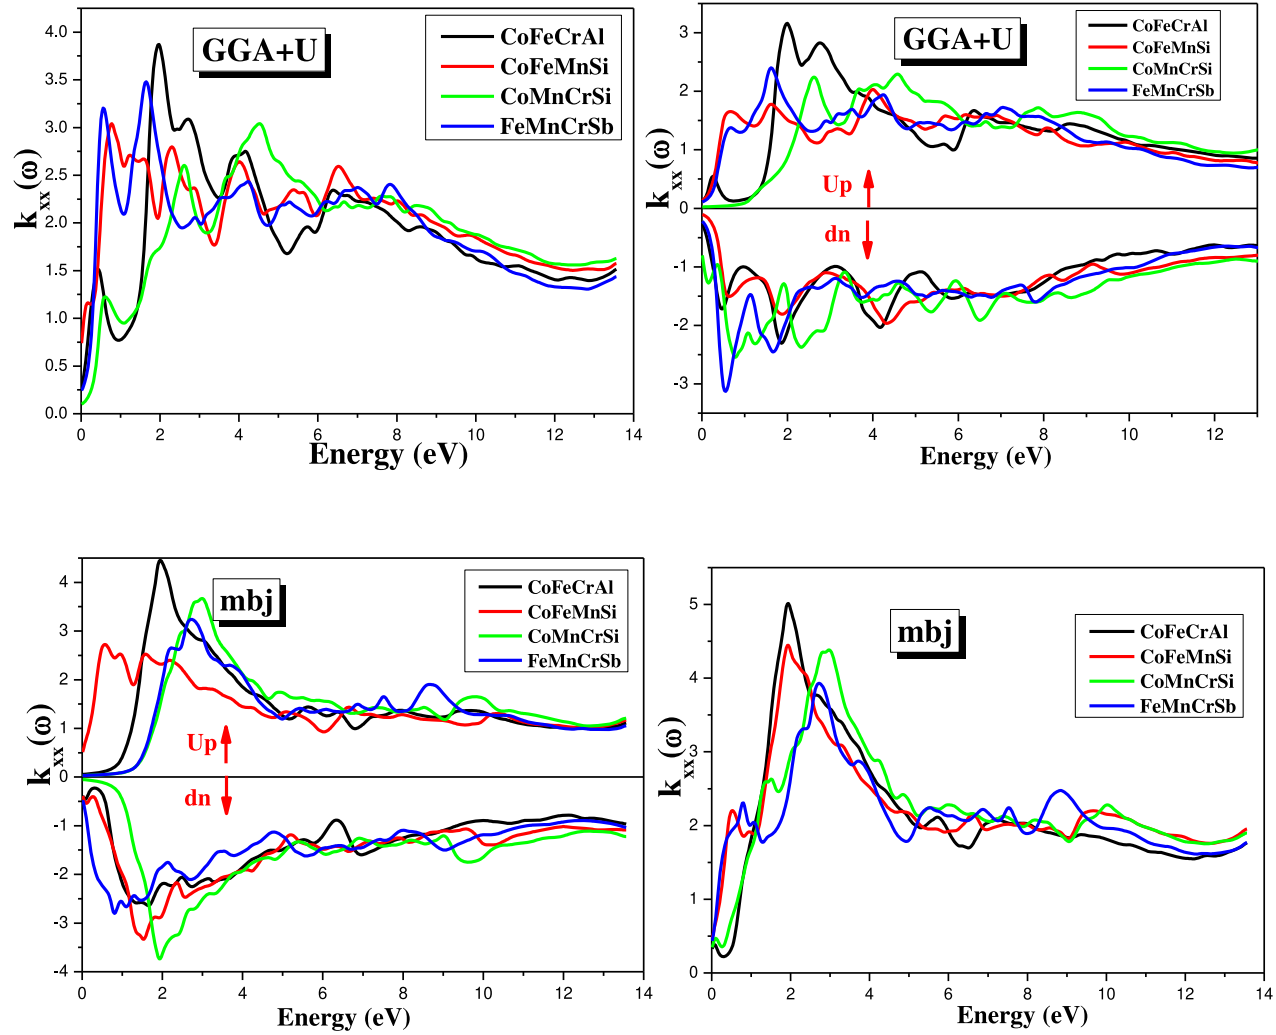 GGA+U
CoFeCrAl
CoFeMnSi
CoMnCrSi
FeMnCrSb
4.0
3.5
3.0
2.5
2.0
1.5
1.0
0.5
0.0
k_xx(ω)
0 2 4 6 8 10 12 14
Energy (eV)
GGA+U
CoFeCrAl
CoFeMnSi
CoMnCrSi
FeMnCrSb
3
2
1
0
-1
-2
-3
k_xx(ω)
Up
dn
0 2 4 6 8 10 12
Energy (eV)
mbj
CoFeCrAl
CoFeMnSi
CoMnCrSi
FeMnCrSb
4
3
2
1
0
-1
-2
-3
-4
k_xx(ω)
Up
dn
0 2 4 6 8 10 12 14
Energy (eV)
mbj
CoFeCrAl
CoFeMnSi
CoMnCrSi
FeMnCrSb
5
4
3
2
1
0
k_xx(ω)
0 2 4 6 8 10 12 14
Energy (eV)